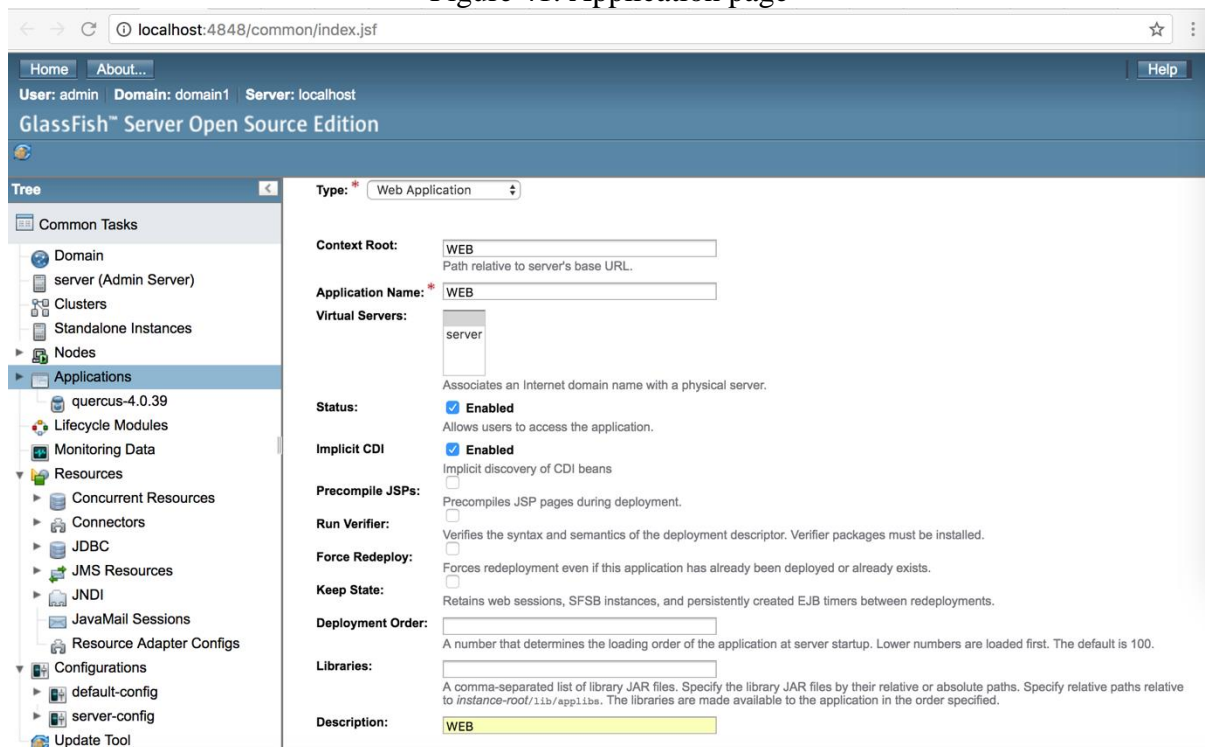 Figure 41. Application page
localhost:4848/common/index.jsf
Home About... Help
User: admin Domain: domain1 Server: localhost
GlassFish™ Server Open Source Edition
Tree
Common Tasks
Domain
server (Admin Server)
Clusters
Standalone Instances
Nodes
Applications
quercus-4.0.39
Lifecycle Modules
Monitoring Data
Resources
Concurrent Resources
Connectors
JDBC
JMS Resources
JNDI
JavaMail Sessions
Resource Adapter Configs
Configurations
default-config
server-config
Update Tool
Type: * Web Application
Context Root: WEB
Path relative to server's base URL.
Application Name: * WEB
Virtual Servers:
server
Associates an Internet domain name with a physical server.
Status: Enabled
Allows users to access the application.
Implicit CDI Enabled
Implicit discovery of CDI beans
Precompile JSPs:
Precompiles JSP pages during deployment.
Run Verifier:
Verifies the syntax and semantics of the deployment descriptor. Verifier packages must be installed.
Force Redeploy:
Forces redeployment even if this application has already been deployed or already exists.
Keep State:
Retains web sessions, SFSB instances, and persistently created EJB timers between redeployments.
Deployment Order:
A number that determines the loading order of the application at server startup. Lower numbers are loaded first. The default is 100.
Libraries:
A comma-separated list of library JAR files. Specify the library JAR files by their relative or absolute paths. Specify relative paths relative
to instance-root/lib/applibs. The libraries are made available to the application in the order specified.
Description: WEB